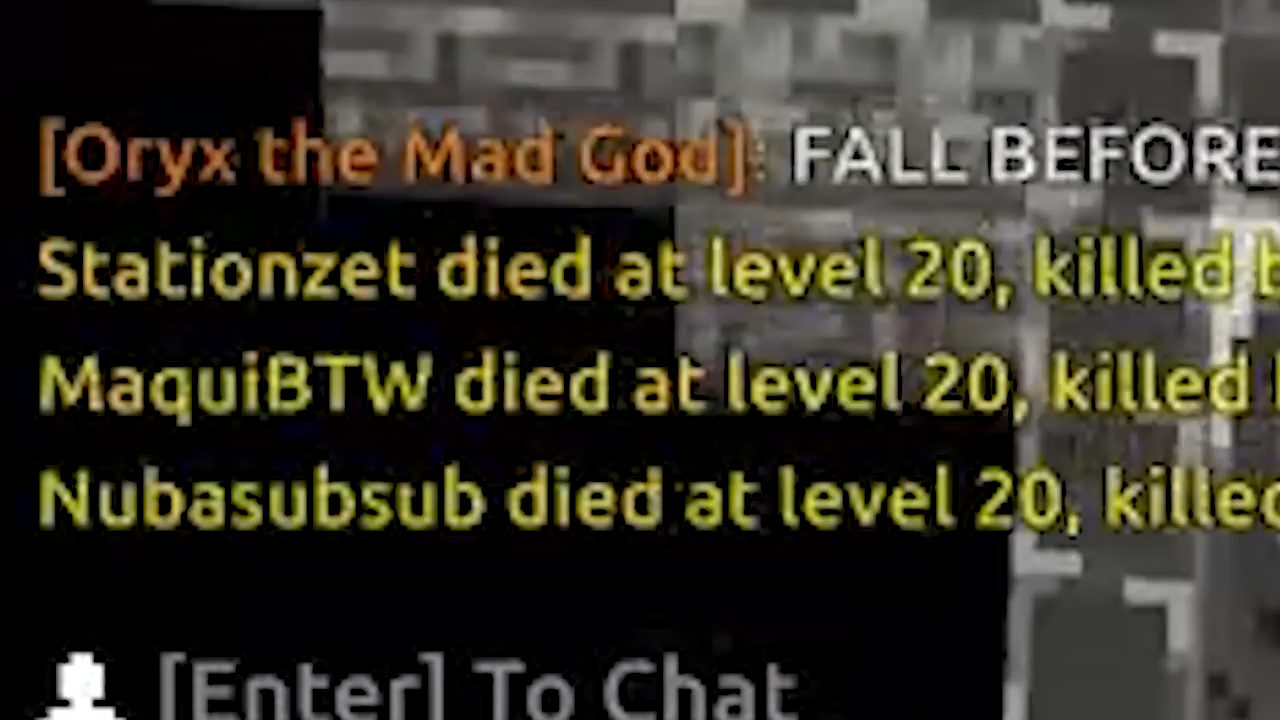 [Oryx the Mad God]: FALL BEFORE
Stationzet died at level 20, killed b
MaquiBTW died at level 20, killed
Nubasubsub died at level 20, killed
[Enter] To Chat